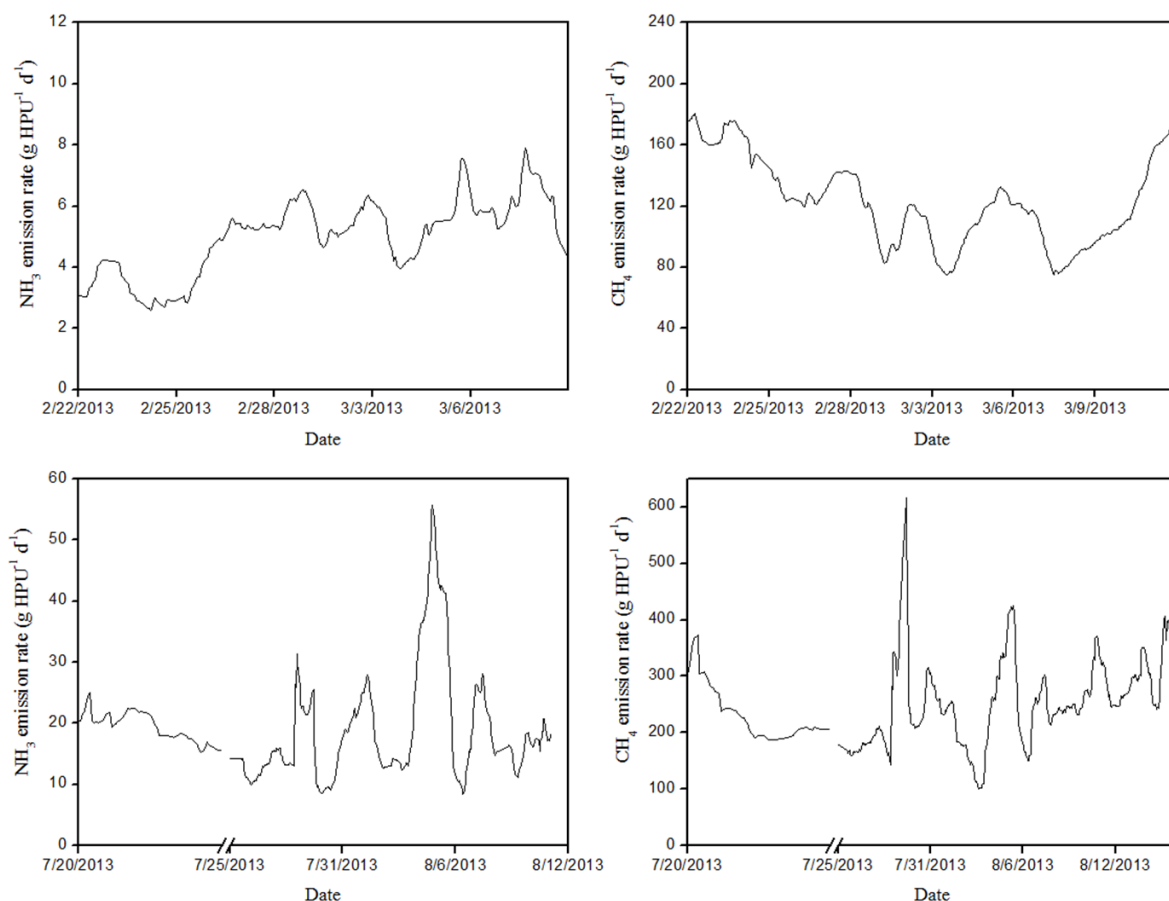 NH₃ emission rate (g HPU⁻¹ d⁻¹)
12
10
8
6
4
2
0
2/22/2013 2/25/2013 2/28/2013 3/3/2013 3/6/2013
Date
CH₄ emission rate (g HPU⁻¹ d⁻¹)
240
200
160
120
80
40
0
2/22/2013 2/25/2013 2/28/2013 3/3/2013 3/6/2013 3/9/2013
Date
NH₃ emission rate (g HPU⁻¹ d⁻¹)
60
50
40
30
20
10
0
7/20/2013 7/25/2013 7/31/2013 8/6/2013 8/12/2013
Date
CH₄ emission rate (g HPU⁻¹ d⁻¹)
600
500
400
300
200
100
0
7/20/2013 7/25/2013 7/31/2013 8/6/2013 8/12/2013
Date